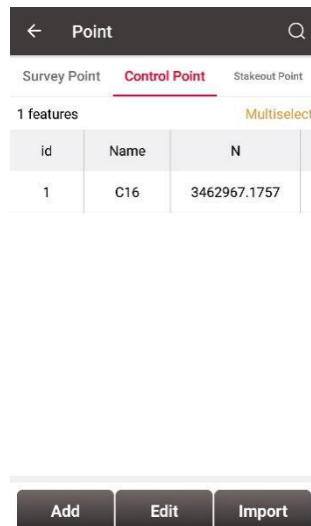 Point
Survey Point Control Point Stakeout Point
1 features Multiselect
id Name N
1 C16 3462967.1757
Add Edit Import